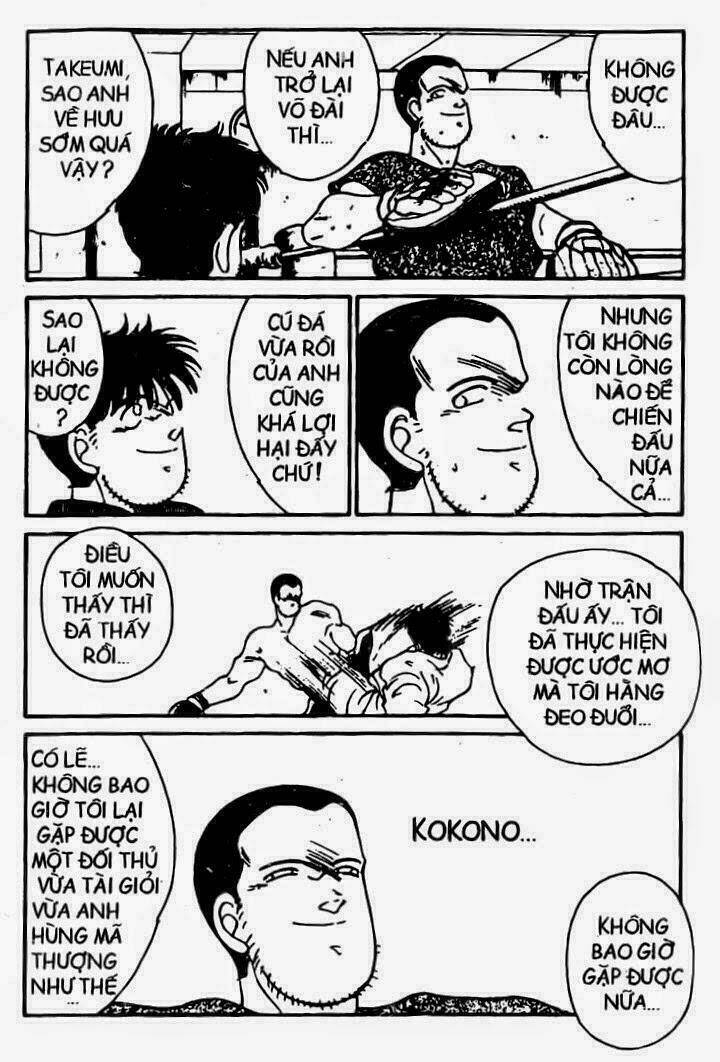 TAKEUMI,
SAO ANH
VỀ HƯU
SỚM QUÁ
VẬY?
NẾU ANH
TRỞ LẠI
VÕ ĐÀI
THÌ...
KHÔNG
ĐƯỢC
ĐÂU...
SAO
LẠI
KHÔNG
ĐƯỢC
?
CÚ ĐÁ
VỪA RỒI
CỦA ANH
CŨNG
KHÁ LỢI
HẠI ĐẤY
CHỨ!
NHƯNG
TÔI KHÔNG
CÒN LÒNG
NÀO ĐỂ
CHIẾN
ĐẤU
NỮA
CẢ...
ĐIỀU
TÔI MUỐN
THẤY THÌ
ĐÃ THẤY
RỒI...
NHỜ TRẬN
ĐẤU ẤY... TÔI
ĐÃ THỰC HIỆN
ĐƯỢC ƯỚC MƠ
MÀ TÔI HẰNG
ĐEO ĐUỔI...
CÓ LẼ...
KHÔNG BAO
GIỜ TÔI LẠI
GẶP ĐƯỢC
MỘT ĐỐI THỦ
VỪA TÀI GIỎI
VỪA ANH
HÙNG MÃ
THƯỢNG
NHƯ THẾ
...
KOKONO...
KHÔNG
BAO GIỜ
GẶP ĐƯỢC
NỮA...